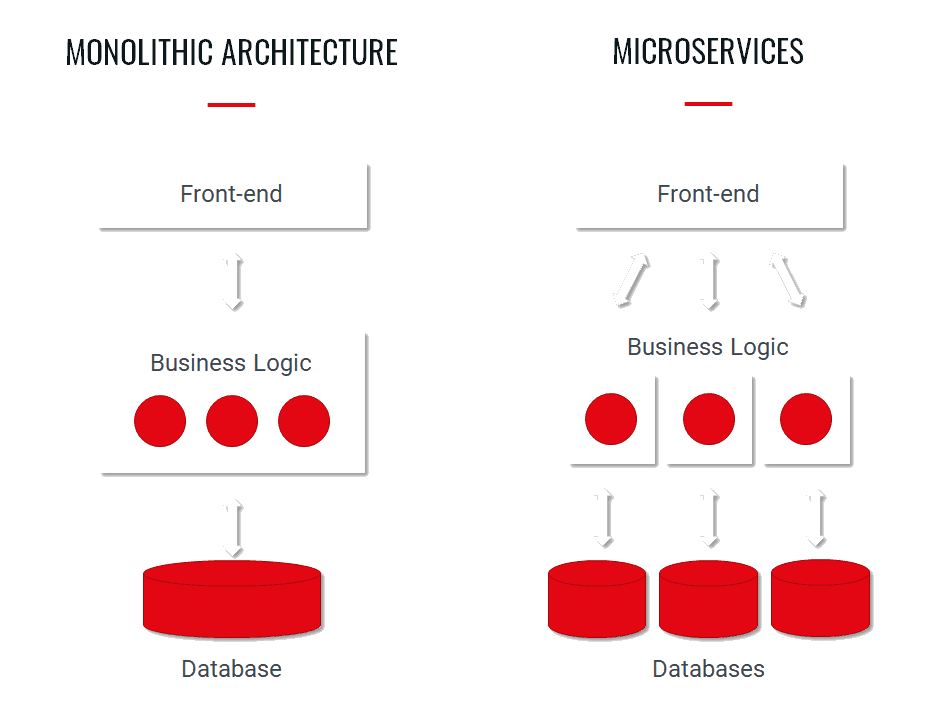 MONOLITHIC ARCHITECTURE
Front-end
Business Logic
Database
MICROSERVICES
Front-end
Business Logic
Databases